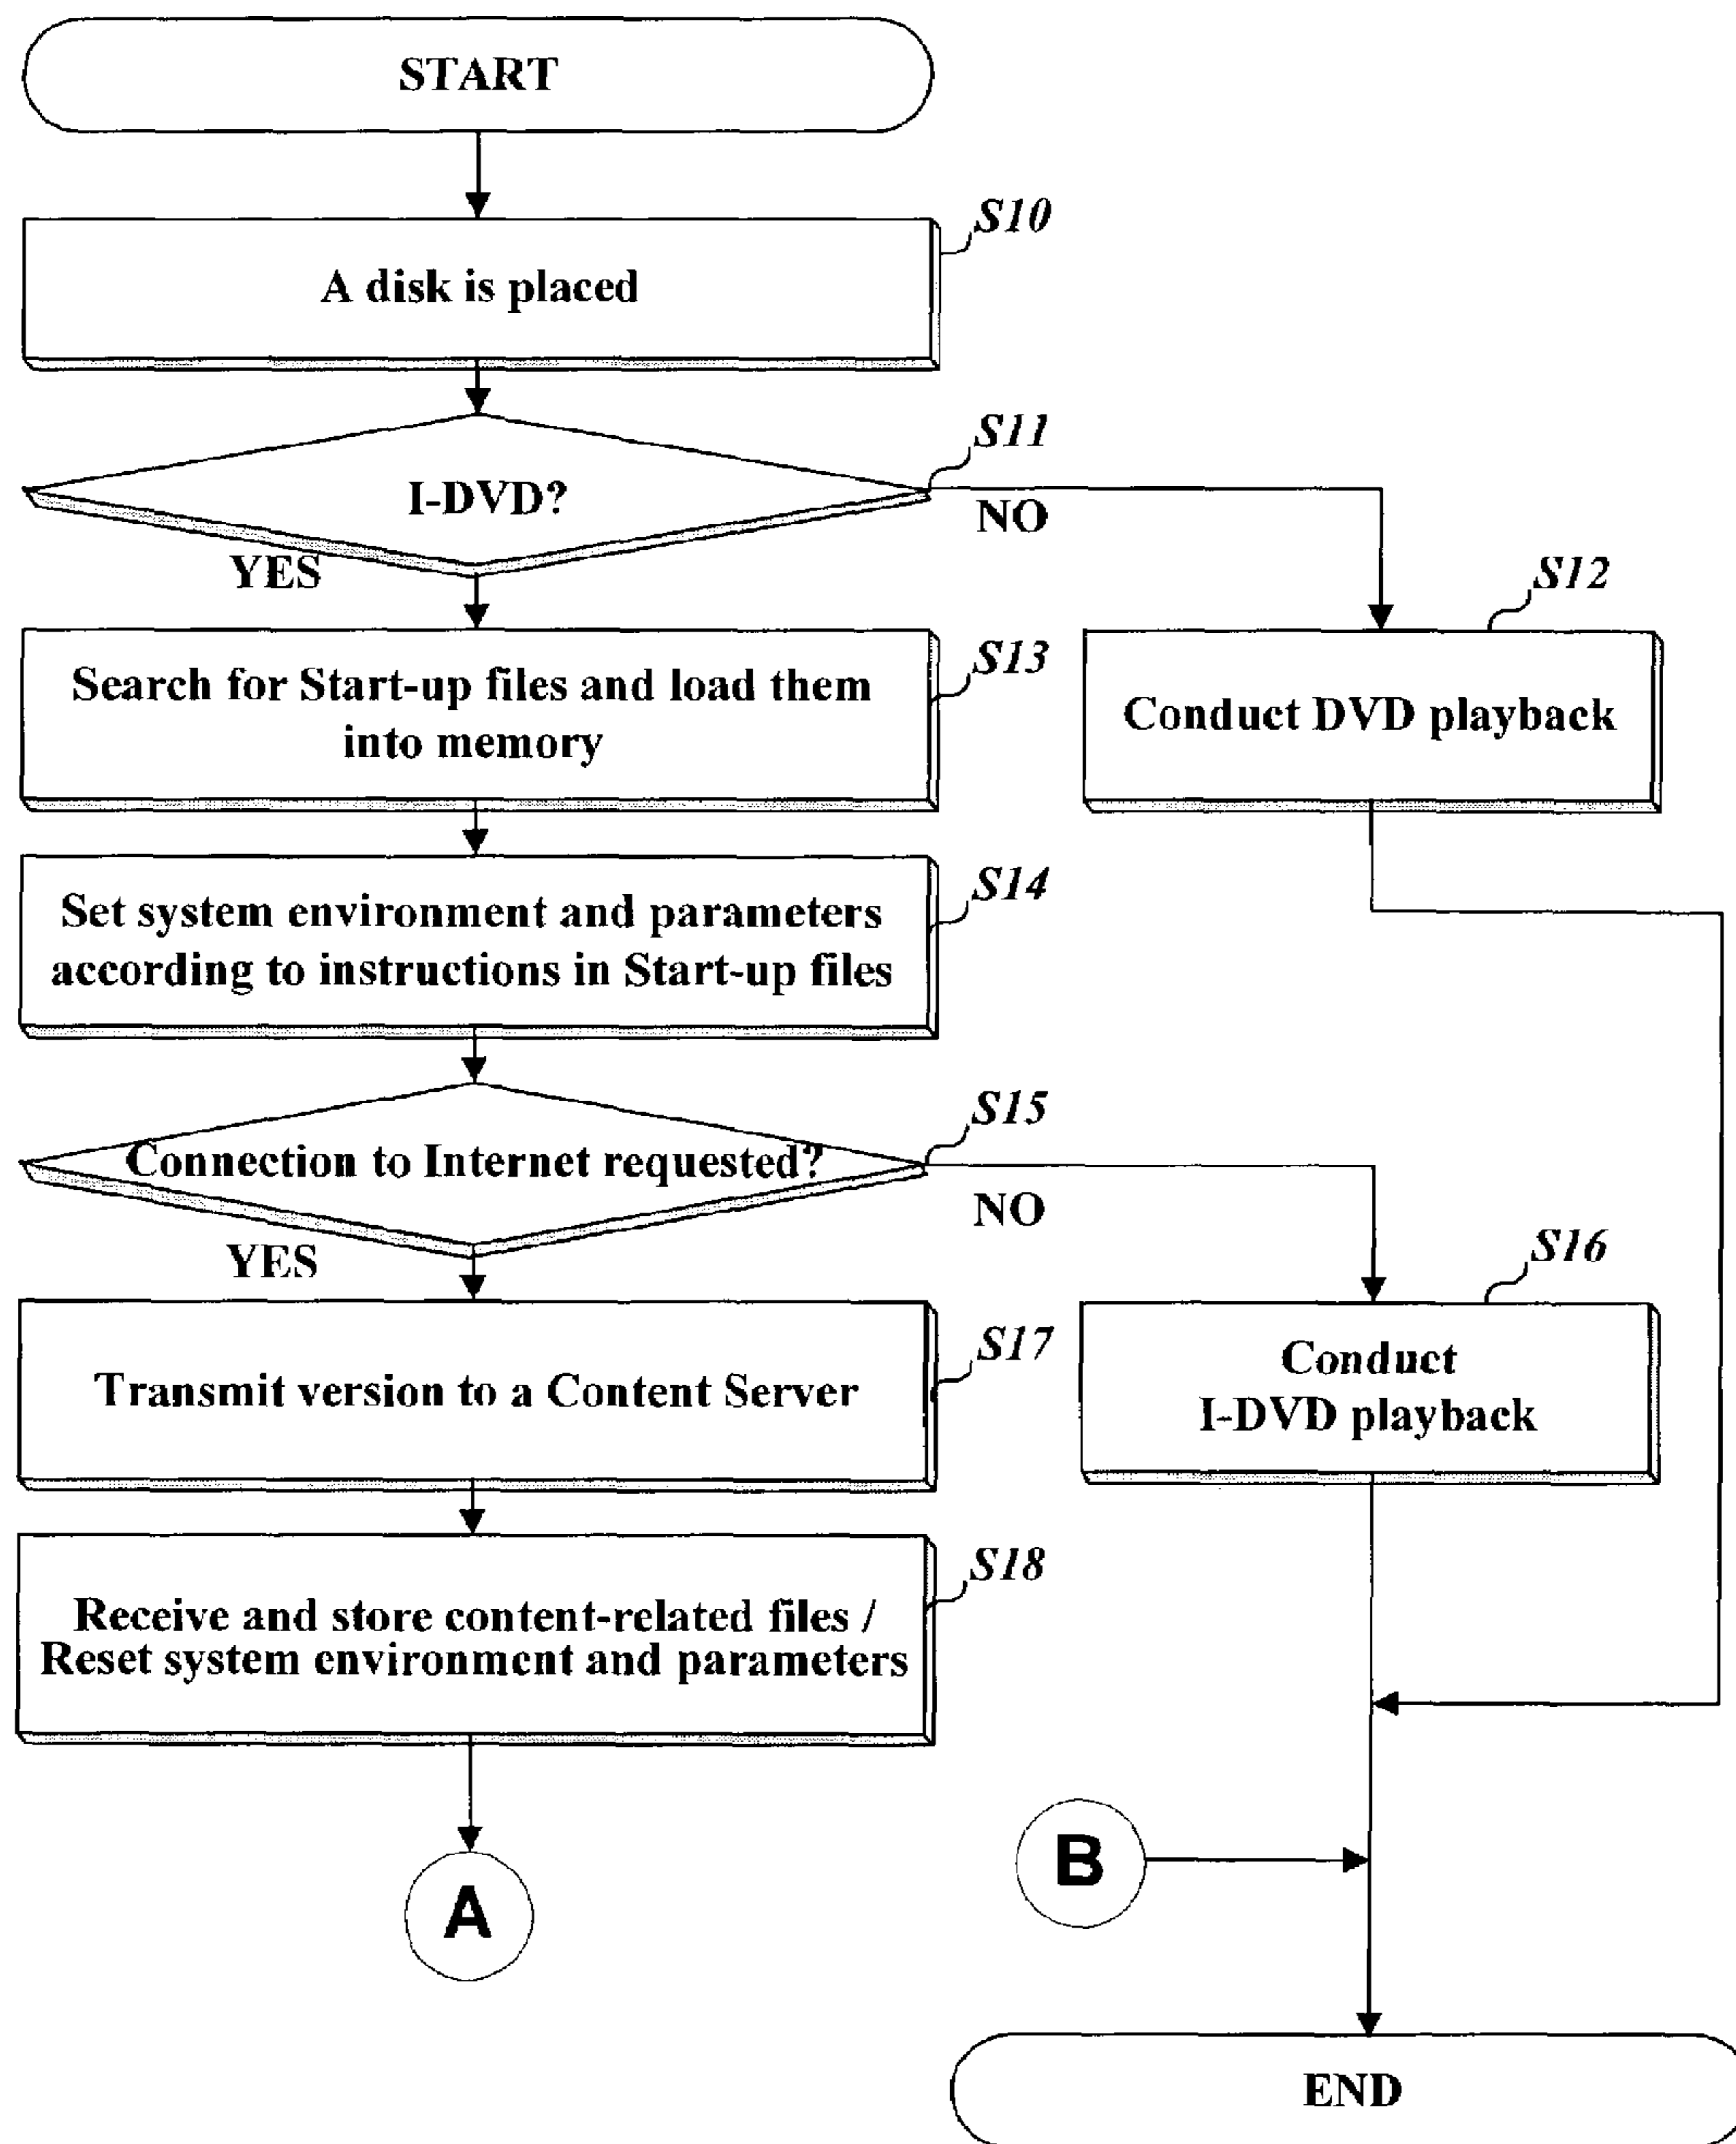 START
S10
A disk is placed
S11
I-DVD?
NO
YES
S12
S13
Search for Start-up files and load them
into memory
Conduct DVD playback
S14
Set system environment and parameters
according to instructions in Start-up files
S15
Connection to Internet requested?
NO
YES
S16
S17
Transmit version to a Content Server
Conduct
I-DVD playback
S18
Receive and store content-related files /
Reset system environment and parameters
B
A
END